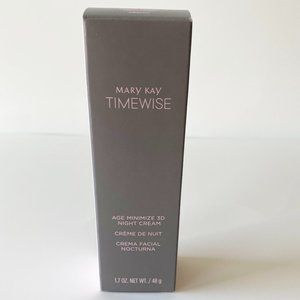 MARY KAY
TIMEWISE
AGE MINIMIZE 3D
NIGHT CREAM
CRÈME DE NUIT
CREMA FACIAL
NOCTURNA
1.7 OZ. NET WT. / 48 g